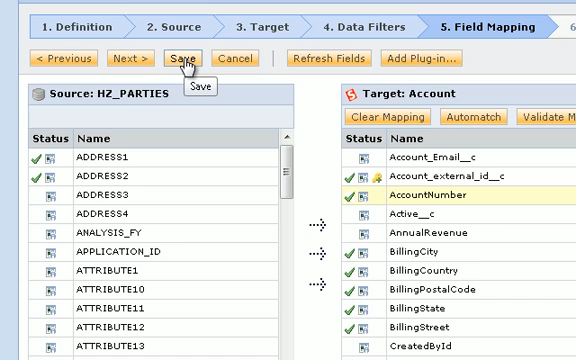 1. Definition 2. Source 3. Target 4. Data Filters 5. Field Mapping 6
< Previous Next > Save Cancel Refresh Fields Add Plug-in...
Save
Source: HZ_PARTIES
Status Name
ADDRESS1
ADDRESS2
ADDRESS3
ADDRESS4
ANALYSIS_FY
APPLICATION_ID
ATTRIBUTE1
ATTRIBUTE10
ATTRIBUTE11
ATTRIBUTE12
ATTRIBUTE13
Target: Account
Clear Mapping Automatch Validate M
Status Name
Account_Email__c
Account_external_id__c
AccountNumber
Active__c
AnnualRevenue
BillingCity
BillingCountry
BillingPostalCode
BillingState
BillingStreet
CreatedById